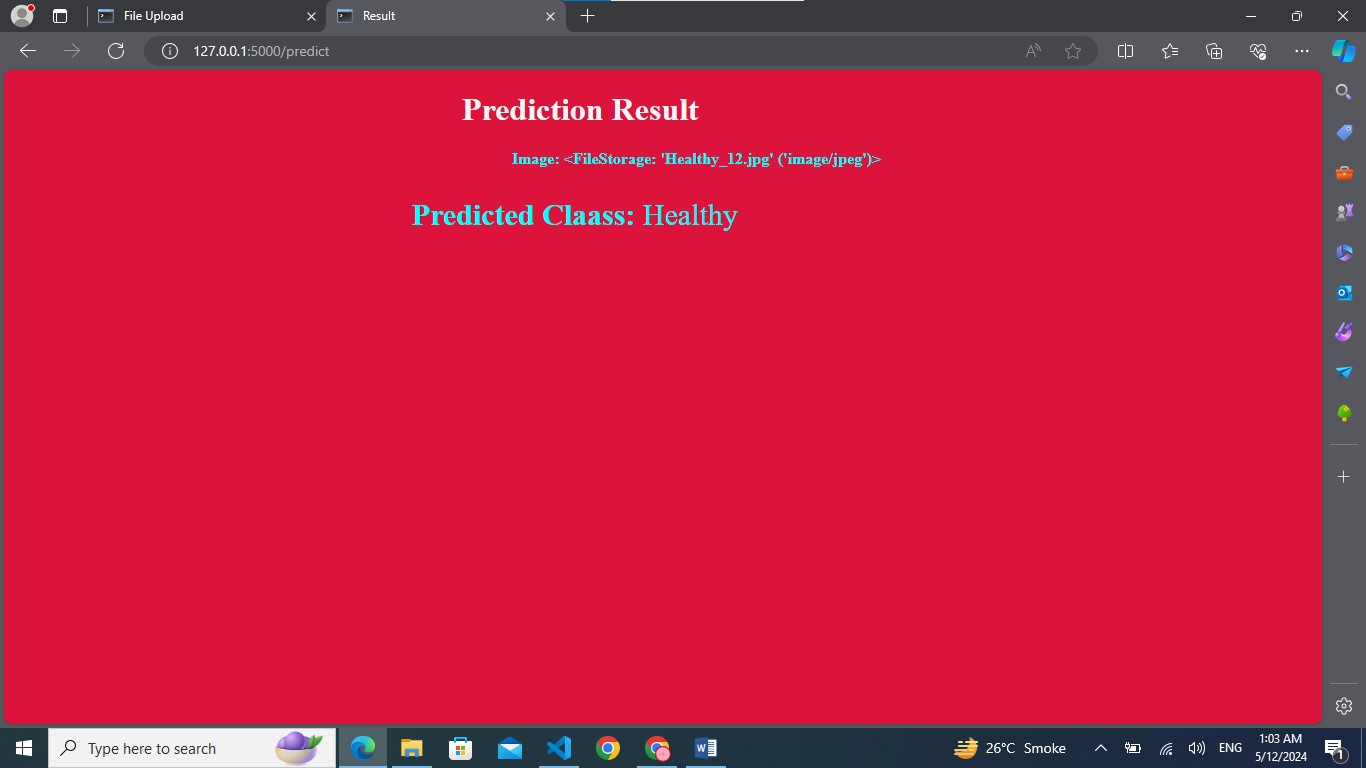 File Upload
Result
127.0.0.1:5000/predict
Prediction Result
Image: <FileStorage: 'Healthy_12.jpg' ('image/jpeg')>
Predicted Claass: Healthy
Type here to search
26°C Smoke
ENG
1:03 AM
5/12/2024
1